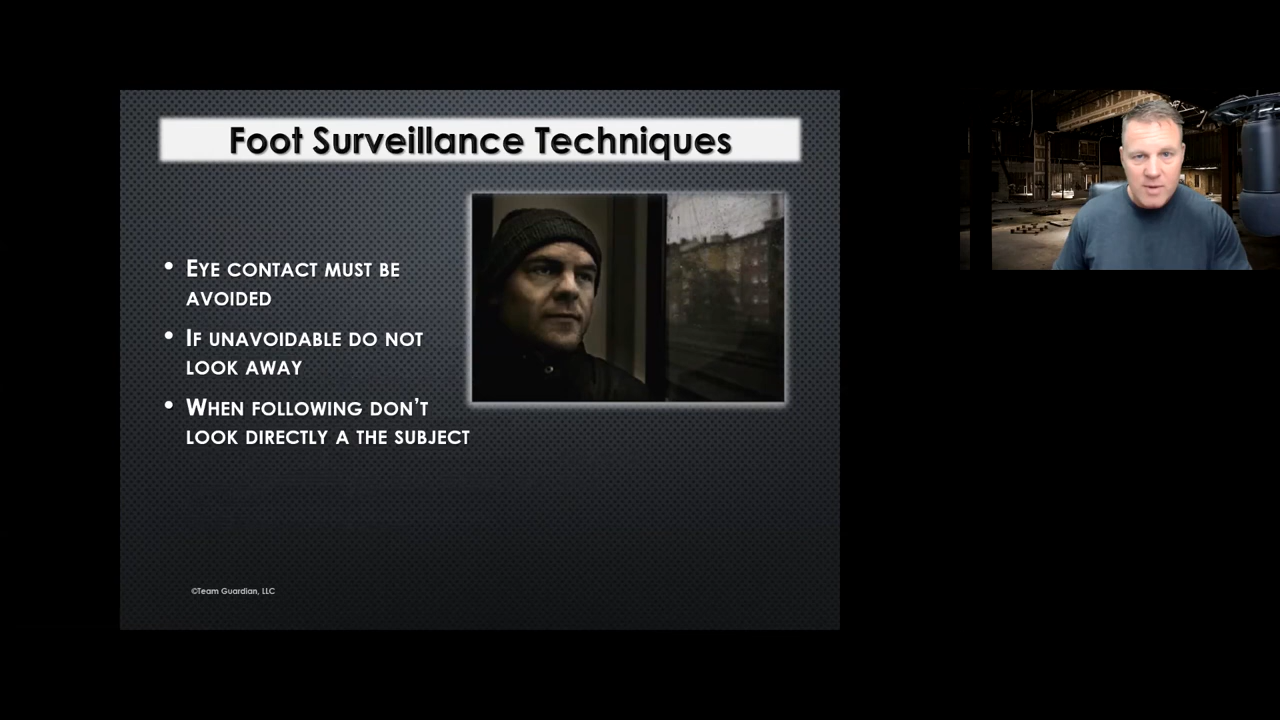 Foot Surveillance Techniques
• Eye contact must be
avoided
• If unavoidable do not
look away
• When following don’t
look directly a the subject
©Team Guardian, LLC